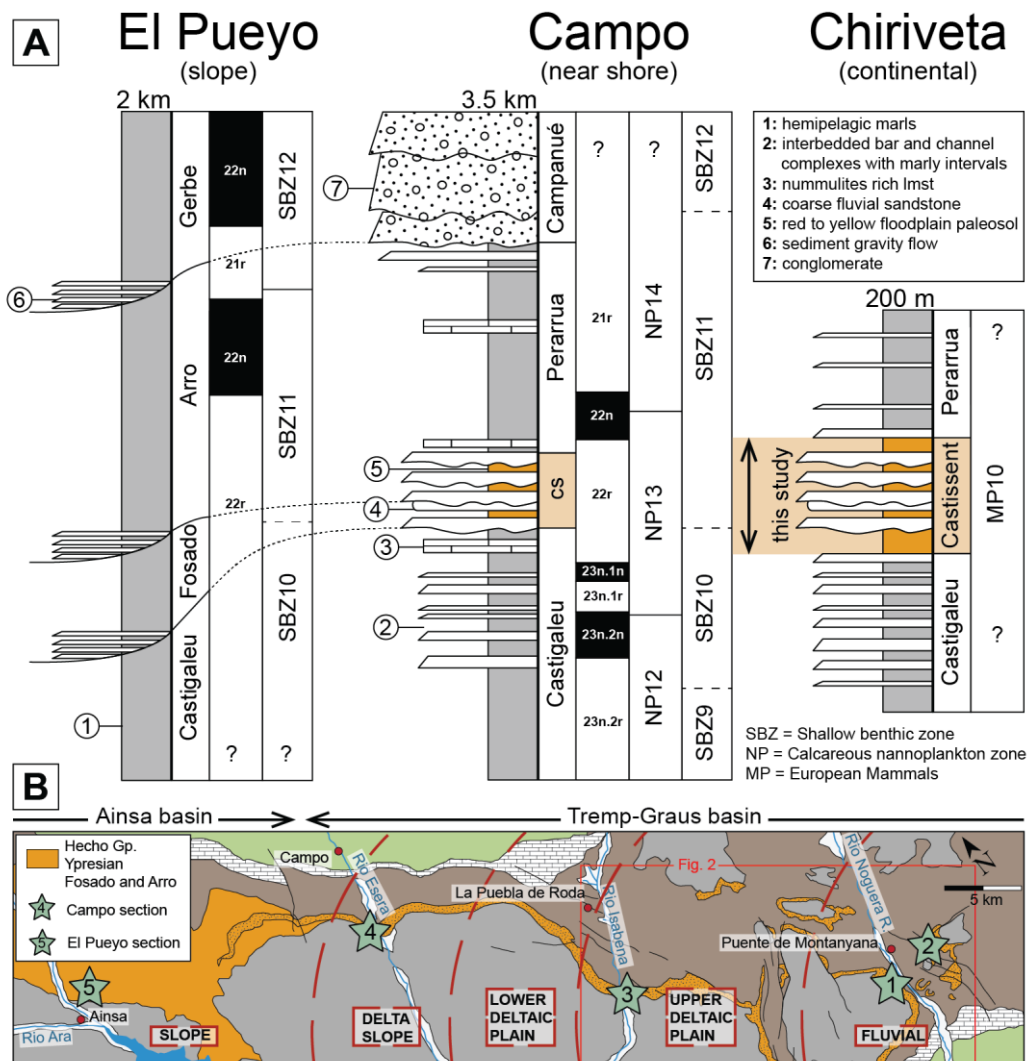 A
El Pueyo
(slope)
Campo
(near shore)
Chiriveta
(continental)
2 km
3.5 km
200 m
1: hemipelagic marls
2: interbedded bar and channel
complexes with marly intervals
3: nummulites rich lmst
4: coarse fluvial sandstone
5: red to yellow floodplain paleosol
6: sediment gravity flow
7: conglomerate
Gerbe
Arro
Fosado
Castigaleu
22n
21r
22n
22r
?
SBZ12
SBZ11
SBZ10
?
6
1
7
5
4
3
2
Campanué
Perarrua
cs
Castigaleu
21r
22n
22r
23n.1n
23n.1r
23n.2n
23n.2r
?
?
NP14
NP13
NP12
SBZ12
SBZ11
SBZ10
SBZ9
this study
Perarrua
Castissent
Castigaleu
?
MP10
?
SBZ = Shallow benthic zone
NP = Calcareous nannoplankton zone
MP = European Mammals
B
Ainsa basin
Tremp-Graus basin
Hecho Gp.
Ypresian
Fosado and Arro
4 Campo section
5 El Pueyo section
Campo
Rio Esera
La Puebla de Roda
Rio Isabena
Fig. 2
Rio Noguera R.
N
5 km
Puente de Montanyana
4
2
1
3
5
Ainsa
Rio Ara
SLOPE
DELTA
SLOPE
LOWER
DELTAIC
PLAIN
UPPER
DELTAIC
PLAIN
FLUVIAL